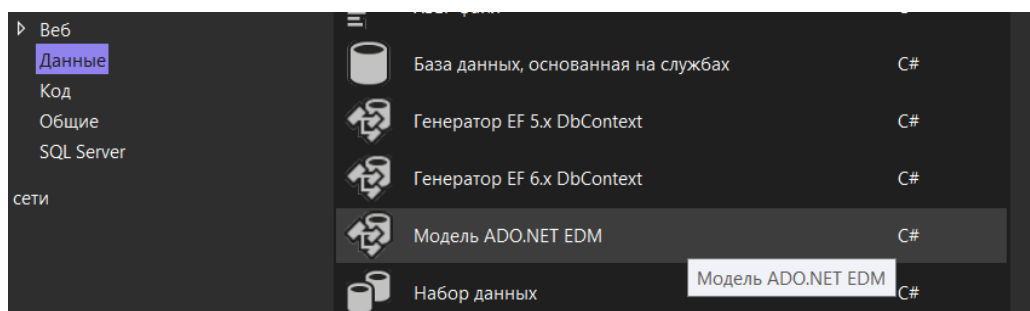 Веб
Данные
Код
Общие
SQL Server
сети
База данных, основанная на службах C#
Генератор EF 5.x DbContext C#
Генератор EF 6.x DbContext C#
Модель ADO.NET EDM C#
Модель ADO.NET EDM
Набор данных C#